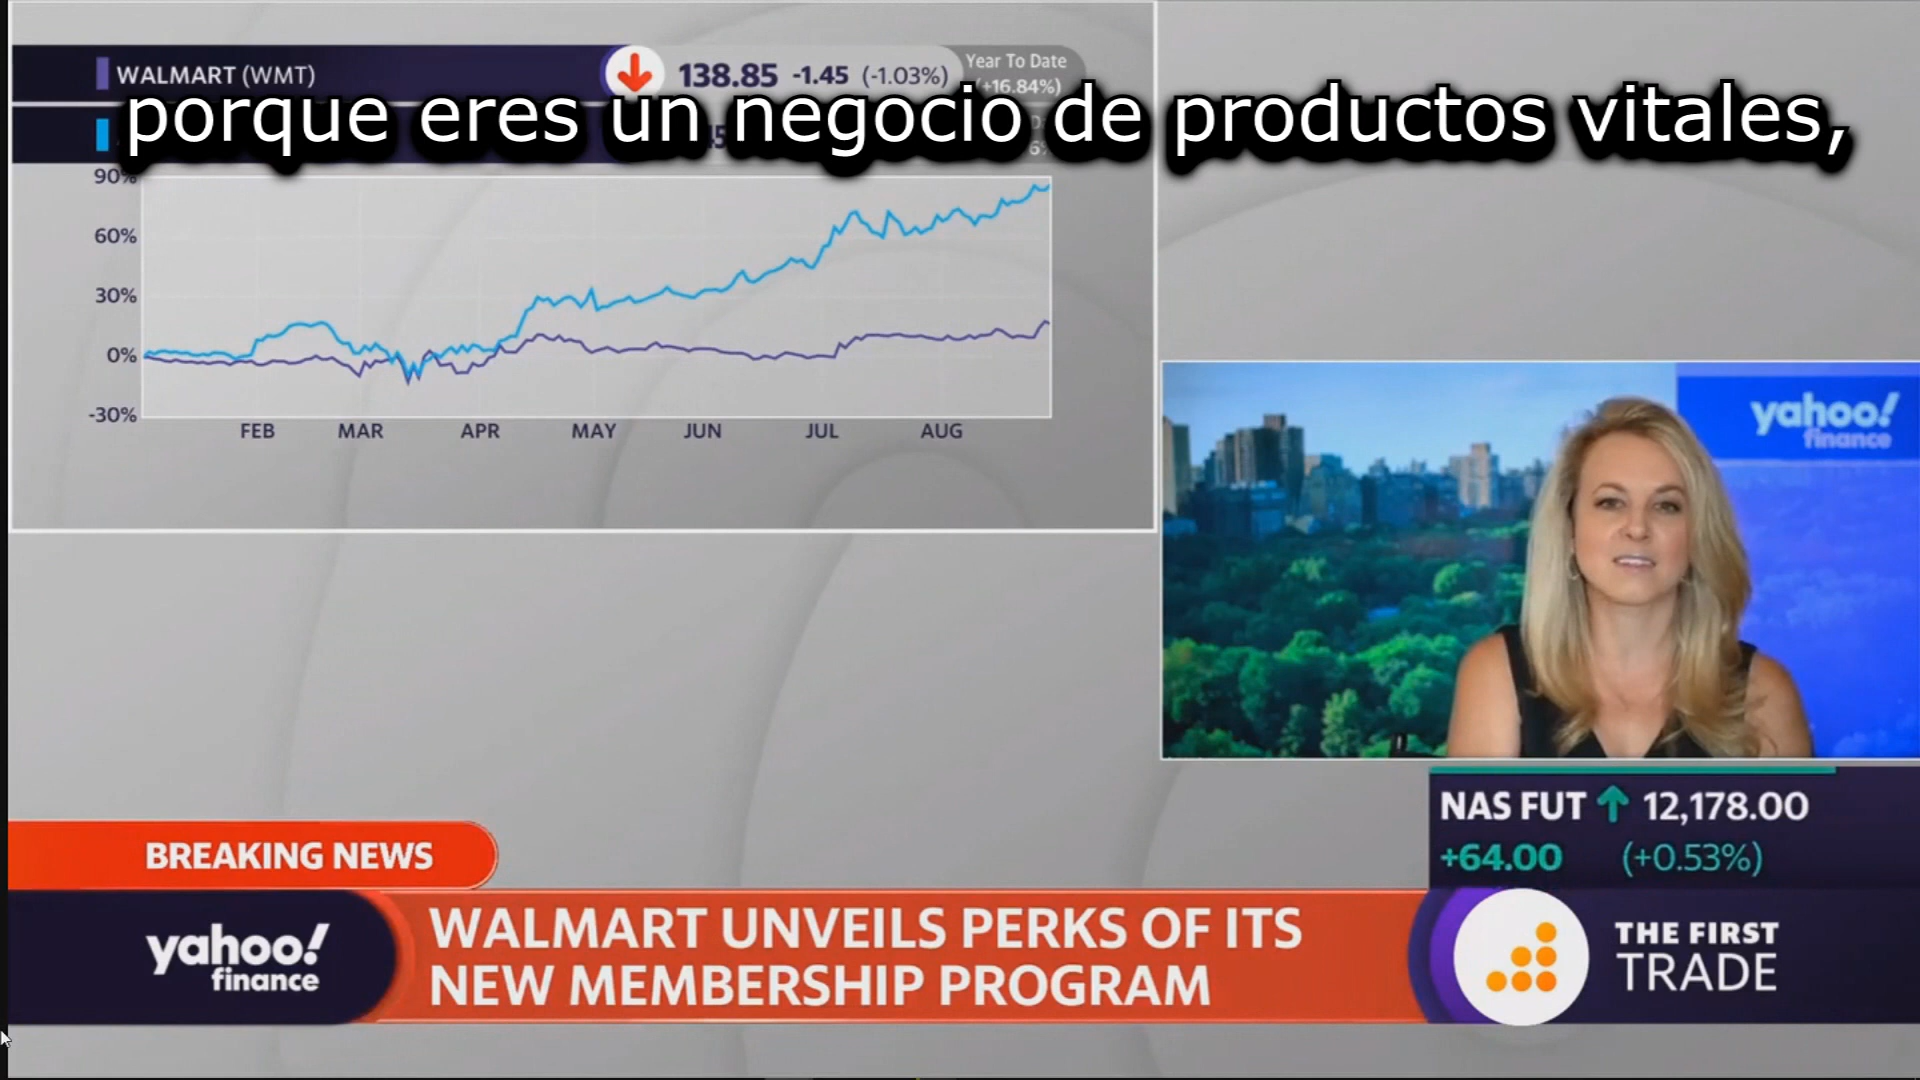 WALMART (WMT)
138.85 -1.45 (-1.03%)
Year To Date
(+16.84%)
porque eres un negocio de productos vitales,
90%
60%
30%
0%
-30%
FEB MAR APR MAY JUN JUL AUG
yahoo!
finance
NAS FUT 12,178.00
+64.00 (+0.53%)
BREAKING NEWS
yahoo!
finance
WALMART UNVEILS PERKS OF ITS
NEW MEMBERSHIP PROGRAM
THE FIRST
TRADE